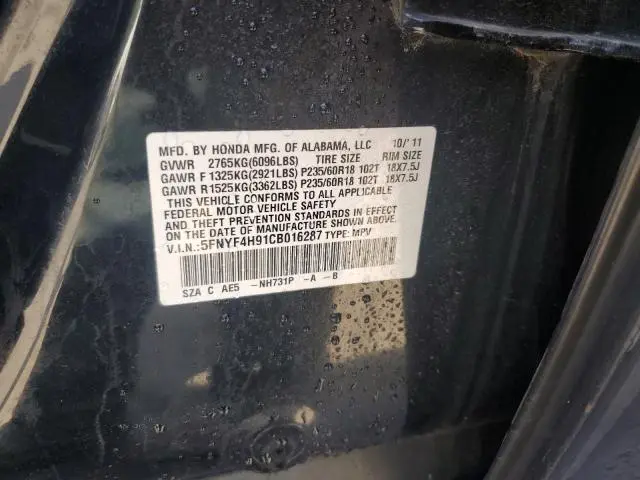 MFD. BY HONDA MFG. OF ALABAMA, LLC 10/'11
GVWR 2765KG(6096LBS) TIRE SIZE RIM SIZE
GAWR F 1325KG(2921LBS) P235/60R18 102T 18X7.5J
GAWR R1525KG(3362LBS) P235/60R18 102T 18X7.5J
THIS VEHICLE CONFORMS TO ALL APPLICABLE
FEDERAL MOTOR VEHICLE SAFETY
AND THEFT PREVENTION STANDARDS IN EFFECT
ON THE DATE OF MANUFACTURE SHOWN ABOVE.
V.I.N.:5FNYF4H91CB016287 TYPE: MPV
SZA C AE5 -NH731P -A -B